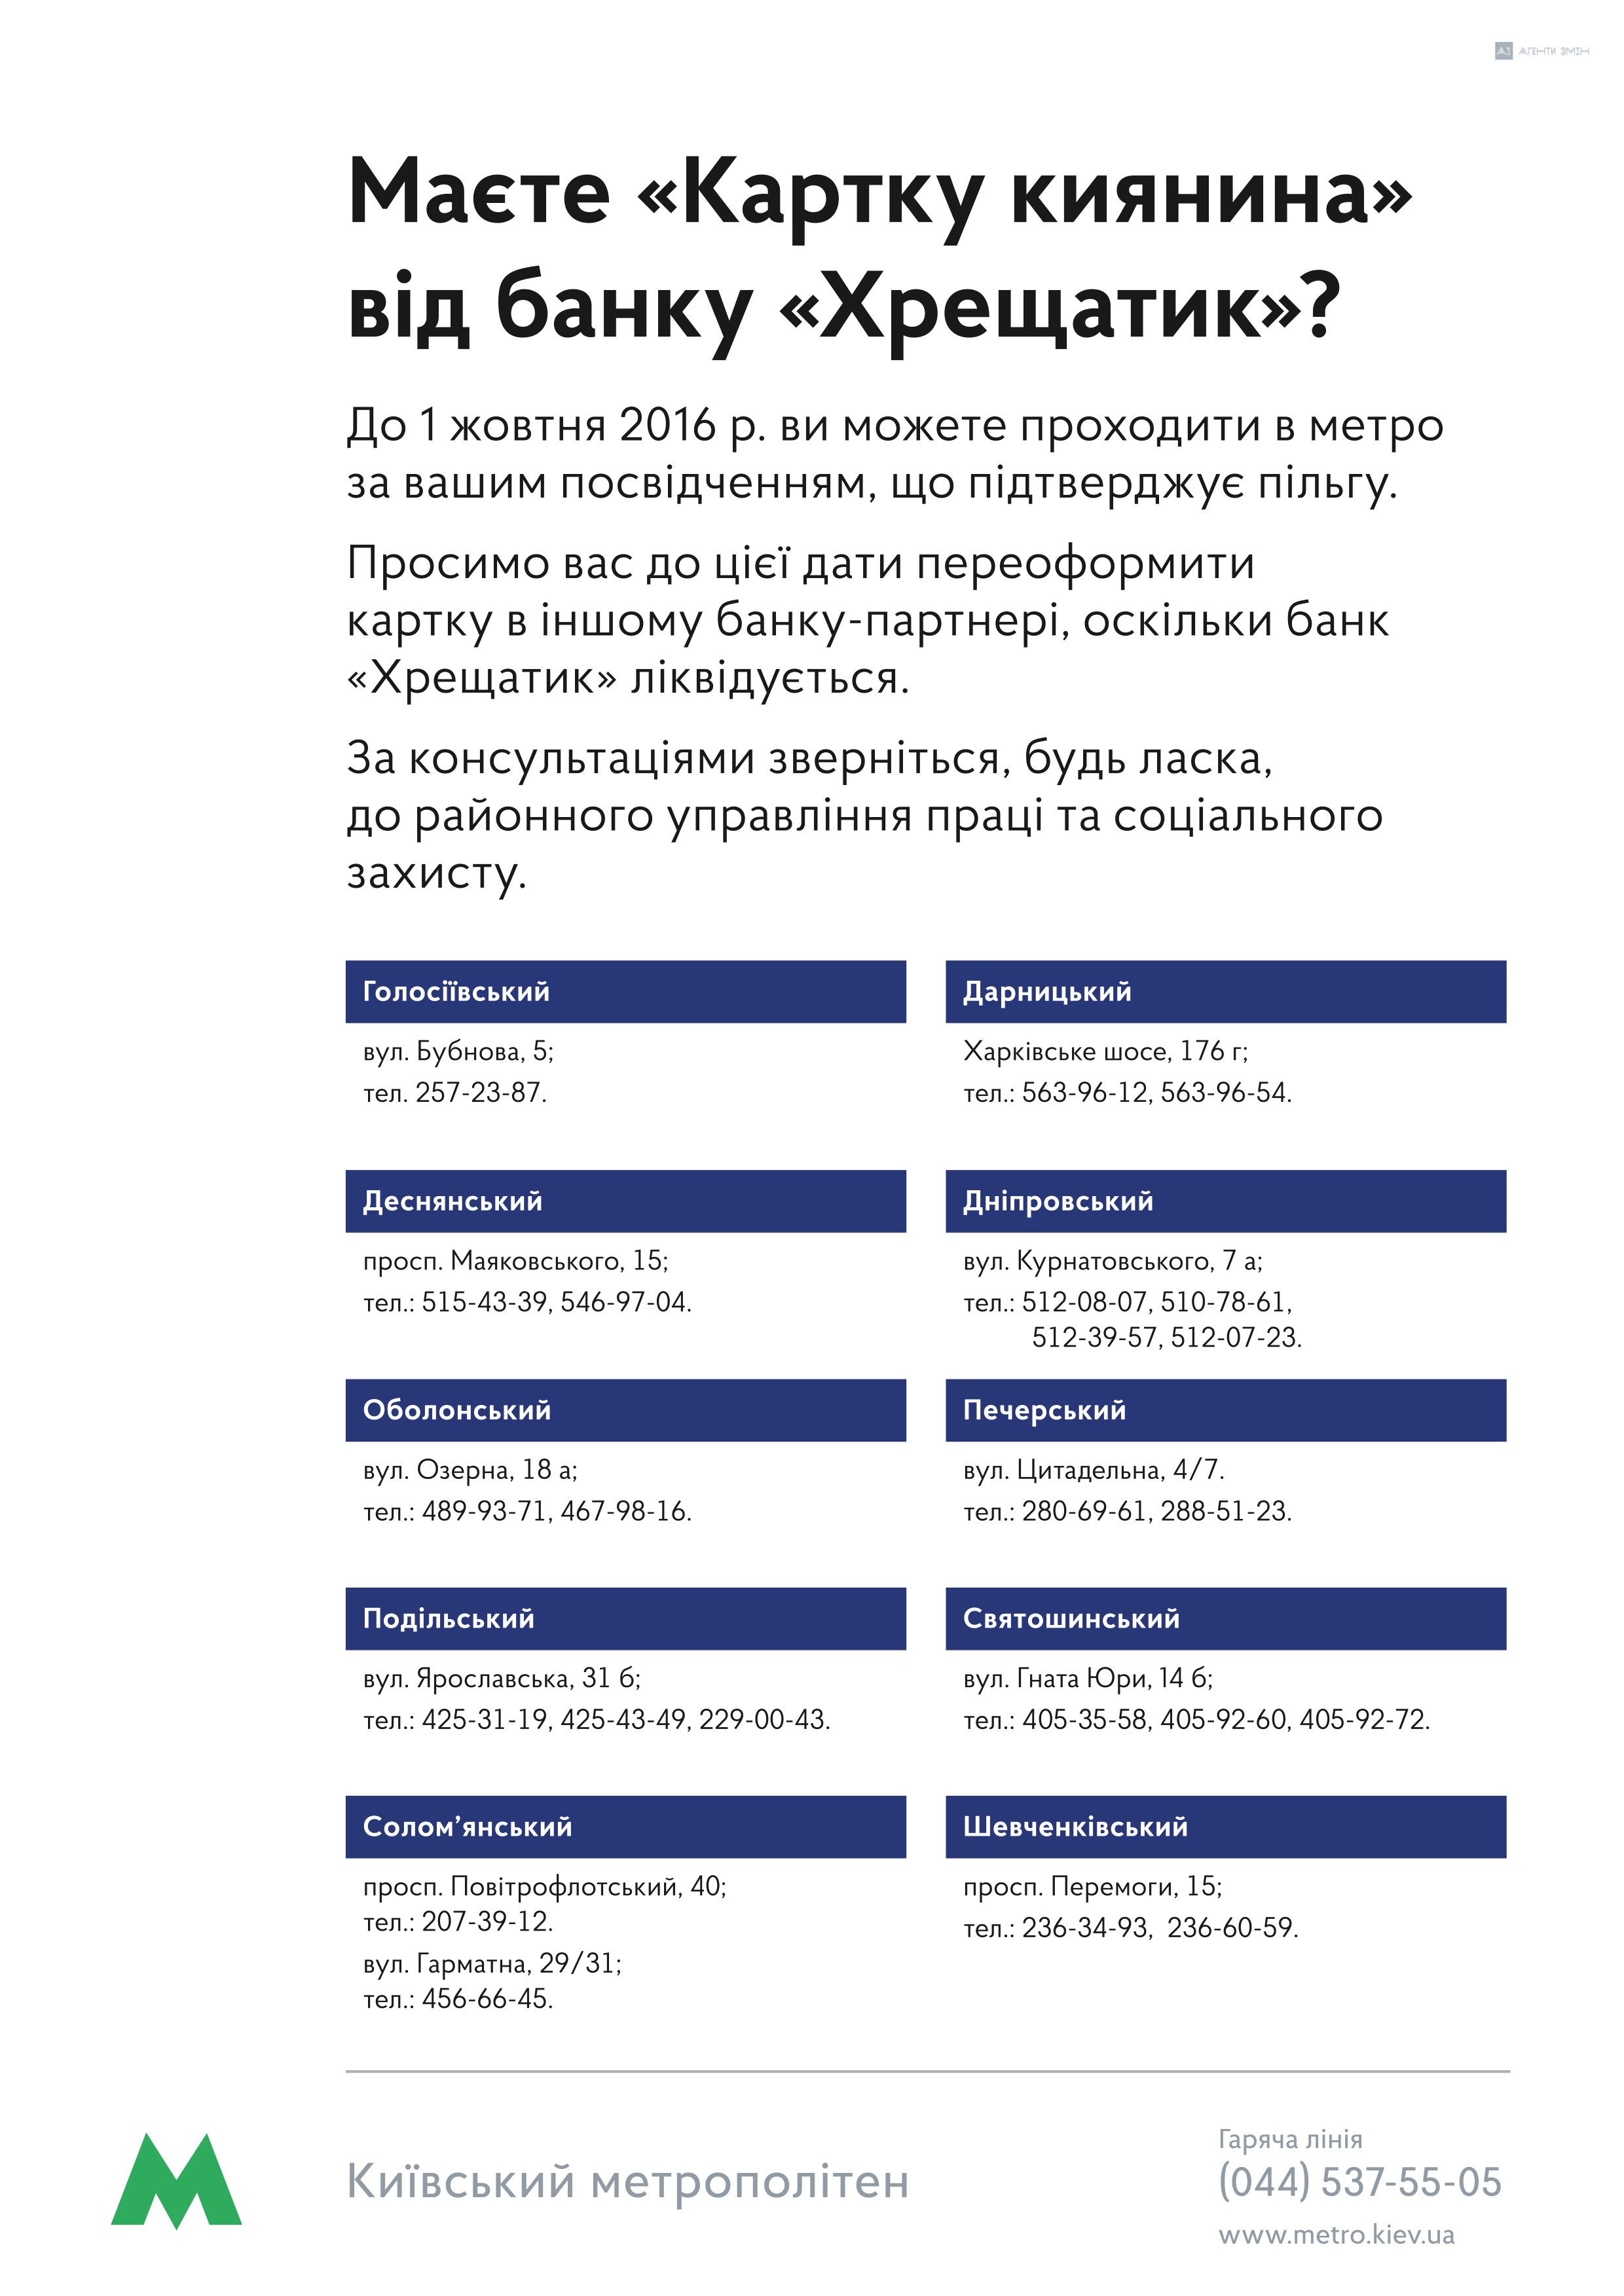 АЗ АГЕНТИ ЗМІН
Маєте «Картку киянина»
від банку «Хрещатик»?
До 1 жовтня 2016 р. ви можете проходити в метро
за вашим посвідченням, що підтверджує пільгу.
Просимо вас до цієї дати переоформити
картку в іншому банку-партнері, оскільки банк
«Хрещатик» ліквідується.
За консультаціями зверніться, будь ласка,
до районного управління праці та соціального
захисту.
Голосіївський
вул. Бубнова, 5;
тел. 257-23-87.
Дарницький
Харківське шосе, 176 г;
тел.: 563-96-12, 563-96-54.
Деснянський
просп. Маяковського, 15;
тел.: 515-43-39, 546-97-04.
Дніпровський
вул. Курнатовського, 7 а;
тел.: 512-08-07, 510-78-61,
512-39-57, 512-07-23.
Оболонський
вул. Озерна, 18 а;
тел.: 489-93-71, 467-98-16.
Печерський
вул. Цитадельна, 4/7.
тел.: 280-69-61, 288-51-23.
Подільський
вул. Ярославська, 31 б;
тел.: 425-31-19, 425-43-49, 229-00-43.
Святошинський
вул. Гната Юри, 14 б;
тел.: 405-35-58, 405-92-60, 405-92-72.
Солом’янський
просп. Повітрофлотський, 40;
тел.: 207-39-12.
вул. Гарматна, 29/31;
тел.: 456-66-45.
Шевченківський
просп. Перемоги, 15;
тел.: 236-34-93, 236-60-59.
Київський метрополітен
Гаряча лінія
(044) 537-55-05
www.metro.kiev.ua